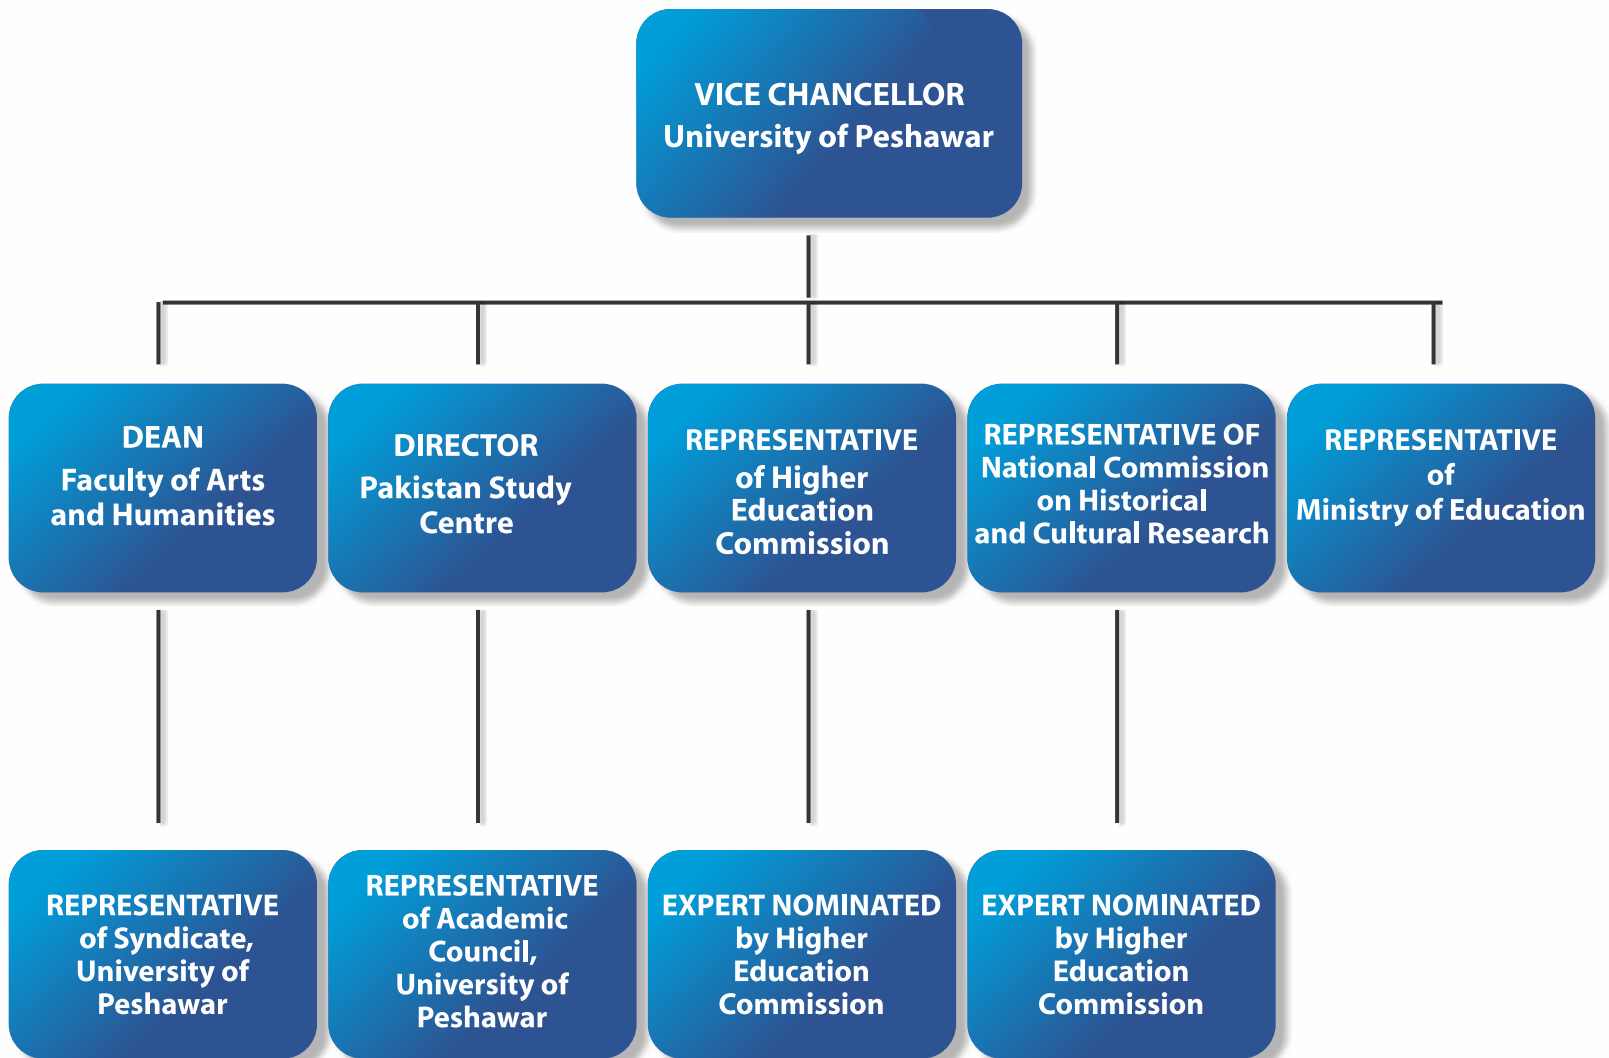 VICE CHANCELLOR
University of Peshawar
DEAN
Faculty of Arts
and Humanities
DIRECTOR
Pakistan Study
Centre
REPRESENTATIVE
of Higher
Education
Commission
REPRESENTATIVE OF
National Commission
on Historical
and Cultural Research
REPRESENTATIVE
of
Ministry of Education
REPRESENTATIVE
of Syndicate,
University of
Peshawar
REPRESENTATIVE
of Academic
Council,
University of
Peshawar
EXPERT NOMINATED
by Higher
Education
Commission
EXPERT NOMINATED
by Higher
Education
Commission